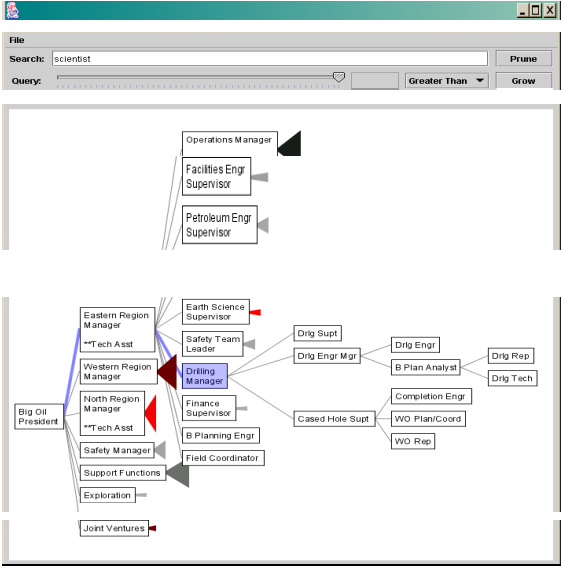 File
Search: scientist Prune
Query: Greater Than Grow
Operations Manager
Facilities Engr
Supervisor
Petroleum Engr
Supervisor
Earth Science
Supervisor
Eastern Region
Manager
**Tech Asst
Safety Team
Leader
Drlg Supt
Drlg Engr Mgr
Drlg Engr
B Plan Analyst
Drlg Rep
Drlg Tech
Western Region
Manager
Drilling
Manager
North Region
Manager
**Tech Asst
Finance
Supervisor
Completion Engr
Big Oil
President
Cased Hole Supt
WO Plan/Coord
B Planning Engr
WO Rep
Safety Manager
Field Coordinator
Support Functions
Exploration
Joint Ventures